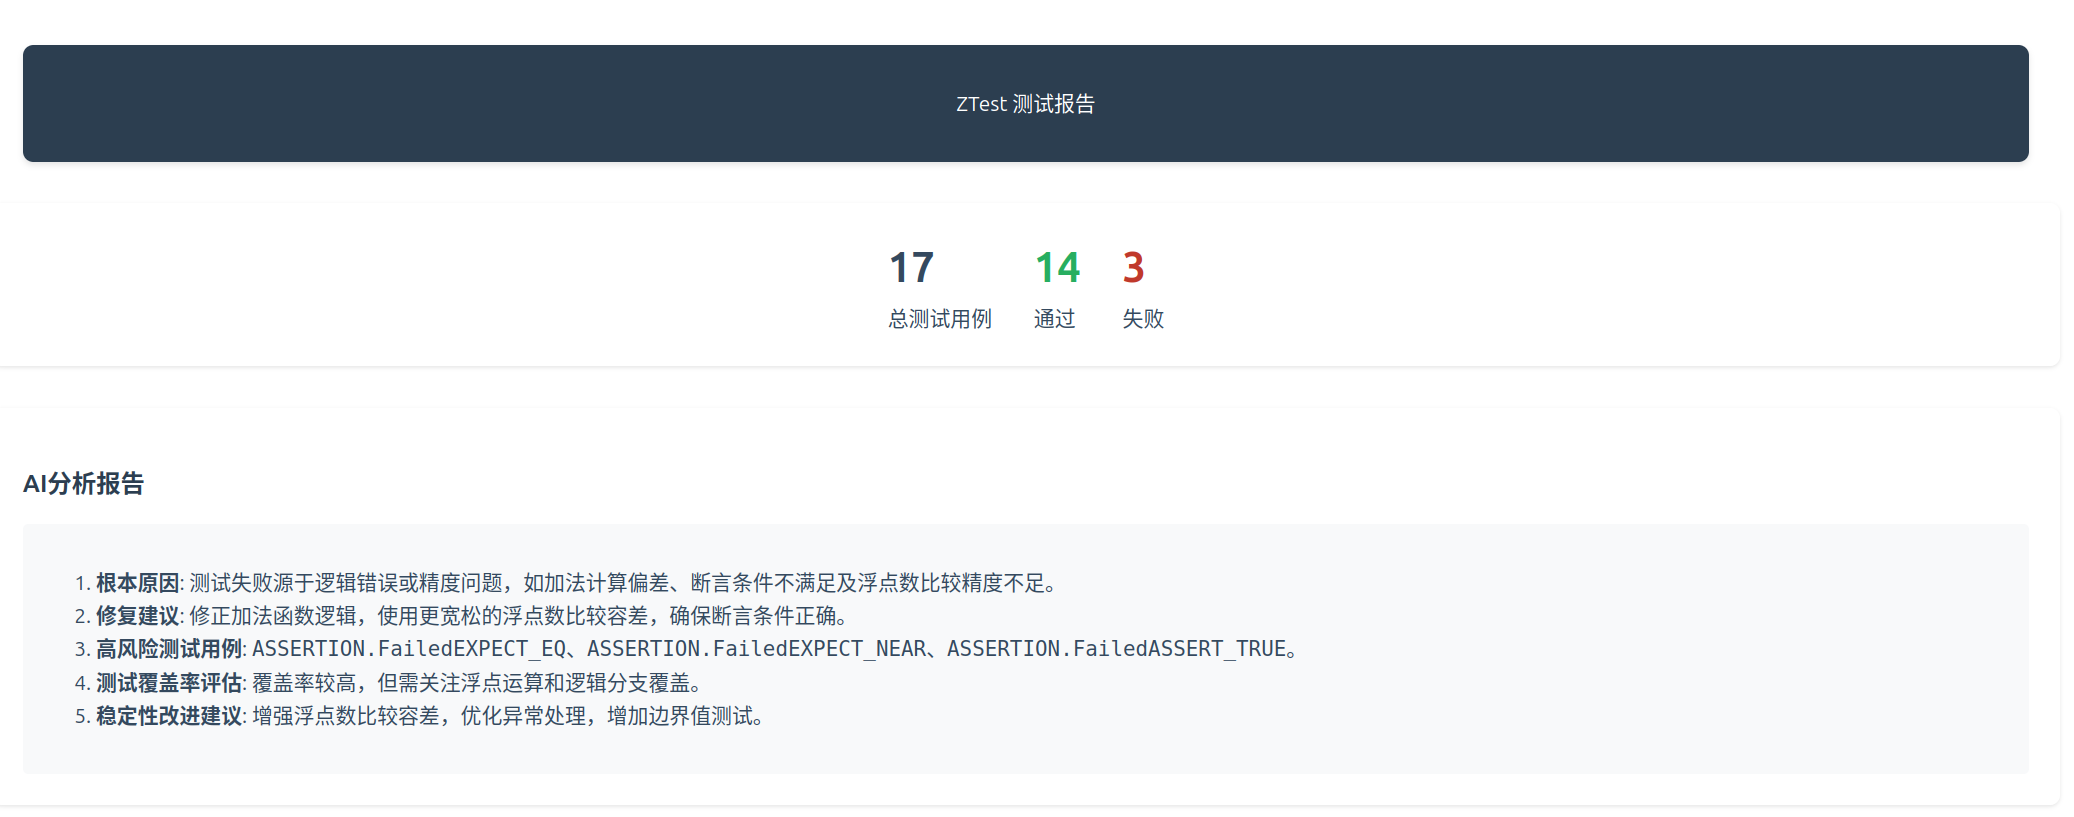 ZTest 测试报告
17 14 3
总测试用例 通过 失败
AI分析报告
1. 根本原因: 测试失败源于逻辑错误或精度问题，如加法计算偏差、断言条件不满足及浮点数比较精度不足。
2. 修复建议: 修正加法函数逻辑，使用更宽松的浮点数比较容差，确保断言条件正确。
3. 高风险测试用例: ASSERTION.FailedEXPECT_EQ、ASSERTION.FailedEXPECT_NEAR、ASSERTION.FailedASSERT_TRUE。
4. 测试覆盖率评估: 覆盖率较高，但需关注浮点运算和逻辑分支覆盖。
5. 稳定性改进建议: 增强浮点数比较容差，优化异常处理，增加边界值测试。